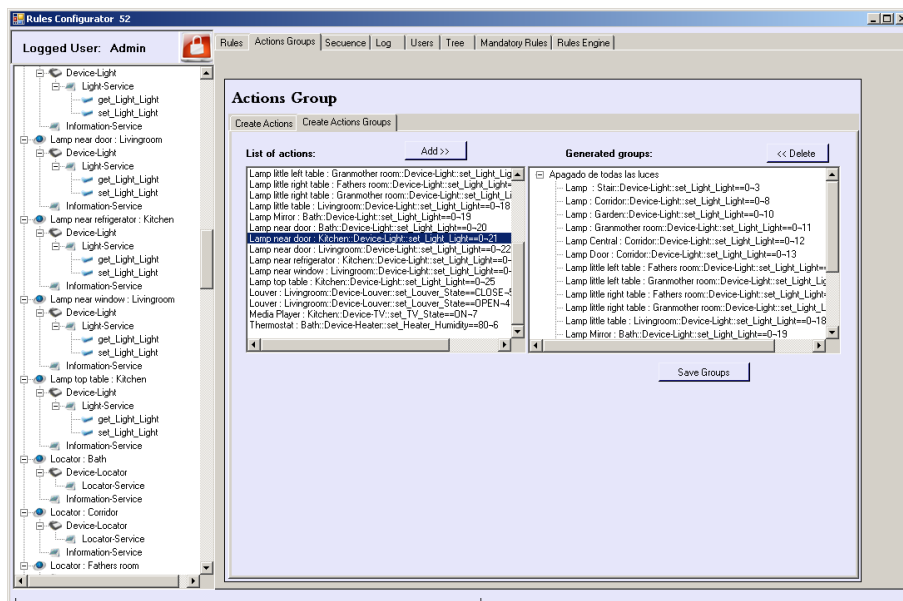 Rules Configurator 52
Logged User: Admin
Rules Actions Groups Secuence Log Users Tree Mandatory Rules Rules Engine
Device-Light
Light-Service
get_Light_Light
set_Light_Light
Information-Service
Lamp near door : Livingroom
Device-Light
Light-Service
get_Light_Light
set_Light_Light
Information-Service
Lamp near refrigerator : Kitchen
Device-Light
Light-Service
get_Light_Light
set_Light_Light
Information-Service
Lamp near window : Livingroom
Device-Light
Light-Service
get_Light_Light
set_Light_Light
Information-Service
Lamp top table : Kitchen
Device-Light
Light-Service
get_Light_Light
set_Light_Light
Information-Service
Locator : Bath
Device-Locator
Locator-Service
Information-Service
Locator : Corridor
Device-Locator
Locator-Service
Information-Service
Locator : Fathers room
Actions Group
Create Actions Create Actions Groups
List of actions:
Add >>
Lamp little left table : Granmother room::Device-Light::set_Light_Lig
Lamp little right table : Fathers room::Device-Light::set_Light_Light=
Lamp little right table : Granmother room::Device-Light::set_Light_Li
Lamp little table : Livingroom::Device-Light::set_Light_Light==0~18
Lamp Mirror : Bath::Device-Light::set_Light_Light==0~19
Lamp near door : Bath::Device-Light::set_Light_Light==0~20
Lamp near door : Kitchen::Device-Light::set_Light_Light==0~21
Lamp near door : Livingroom::Device-Light::set_Light_Light==0~22
Lamp near refrigerator : Kitchen::Device-Light::set_Light_Light==0~
Lamp near window : Livingroom::Device-Light::set_Light_Light==0~
Lamp top table : Kitchen::Device-Light::set_Light_Light==0~25
Louver : Livingroom::Device-Louver::set_Louver_State==CLOSE~5
Louver : Livingroom::Device-Louver::set_Louver_State==OPEN~4
Media Player : Kitchen::Device-TV::set_TV_State==ON~7
Thermostat : Bath::Device-Heater::set_Heater_Humidity==80~6
Generated groups:
<< Delete
Apagado de todas las luces
Lamp : Stair::Device-Light::set_Light_Light==0~3
Lamp : Corridor::Device-Light::set_Light_Light==0~8
Lamp : Garden::Device-Light::set_Light_Light==0~10
Lamp : Granmother room::Device-Light::set_Light_Light==0~11
Lamp Central : Corridor::Device-Light::set_Light_Light==0~12
Lamp Door : Corridor::Device-Light::set_Light_Light==0~13
Lamp little left table : Fathers room::Device-Light::set_Light_Light==
Lamp little left table : Granmother room::Device-Light::set_Light_Lig
Lamp little right table : Fathers room::Device-Light::set_Light_Light=
Lamp little right table : Granmother room::Device-Light::set_Light_L
Lamp little table : Livingroom::Device-Light::set_Light_Light==0~18
Lamp Mirror : Bath::Device-Light::set_Light_Light==0~19
Save Groups